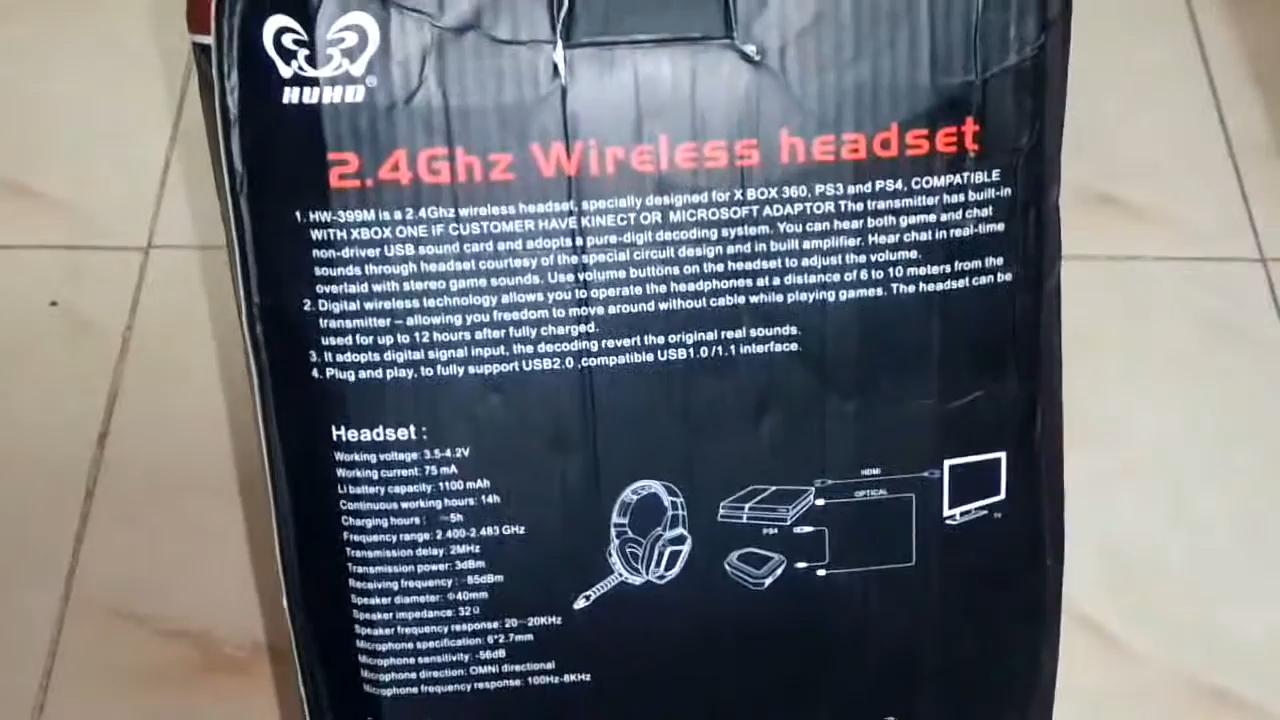 HUHD
2.4Ghz Wireless headset
1. HW-399M is a 2.4Ghz wireless headset, specially designed for X BOX 360, PS3 and PS4, COMPATIBLE
WITH XBOX ONE IF CUSTOMER HAVE KINECT OR MICROSOFT ADAPTOR The transmitter has built-in
non-driver USB sound card and adopts a pure-digit decoding system. You can hear both game and chat
sounds through headset courtesy of the special circuit design and in built amplifier. Hear chat in real-time
overlaid with stereo game sounds. Use volume buttons on the headset to adjust the volume.
2. Digital wireless technology allows you to operate the headphones at a distance of 6 to 10 meters from the
transmitter – allowing you freedom to move around without cable while playing games. The headset can be
used for up to 12 hours after fully charged.
3. It adopts digital signal input, the decoding revert the original real sounds.
4. Plug and play, to fully support USB2.0 ,compatible USB1.0 /1.1 interface.
Headset :
Working voltage: 3.5-4.2V
Working current: 75 mA
Li battery capacity: 1100 mAh
Continuous working hours: 14h
Charging hours : ~5h
Frequency range: 2.400-2.483 GHz
Transmission delay: 2MHz
Transmission power: 3dBm
Receiving frequency : -85dBm
Speaker diameter: Φ40mm
Speaker impedance: 32Ω
Speaker frequency response: 20~20KHz
Microphone specification: 6*2.7mm
Microphone sensitivity: -56dB
Microphone direction: OMNI directional
Microphone frequency response: 100Hz-8KHz
HDMI
OPTICAL
PS4
TV